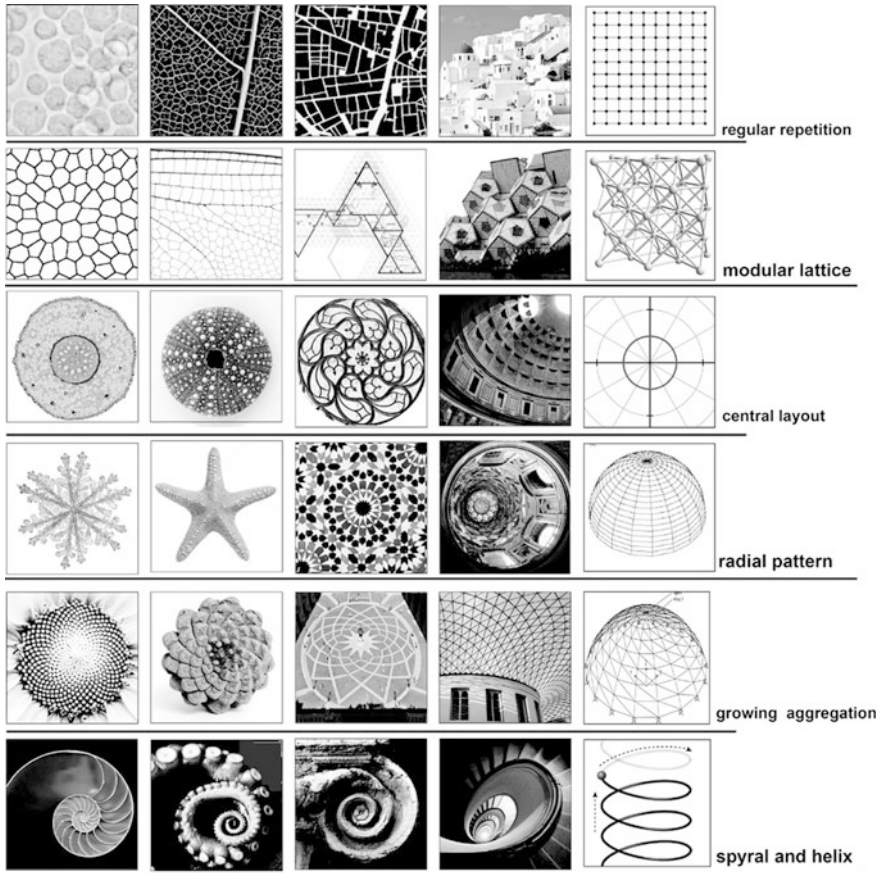 regular repetition
modular lattice
central layout
radial pattern
growing aggregation
spyral and helix